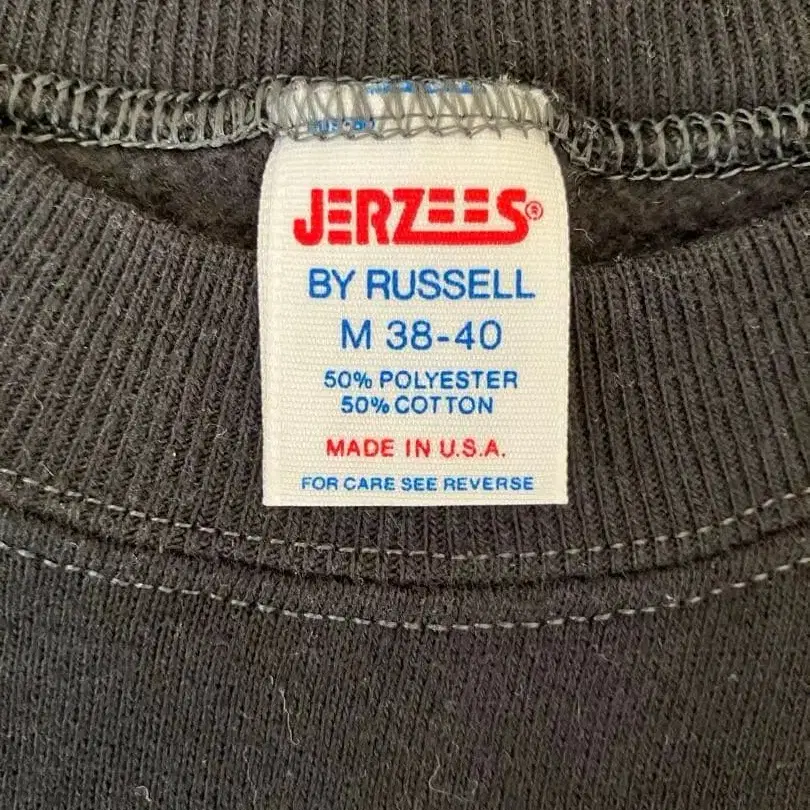 JERZEES®
BY RUSSELL
M 38-40
50% POLYESTER
50% COTTON
MADE IN U.S.A.
FOR CARE SEE REVERSE